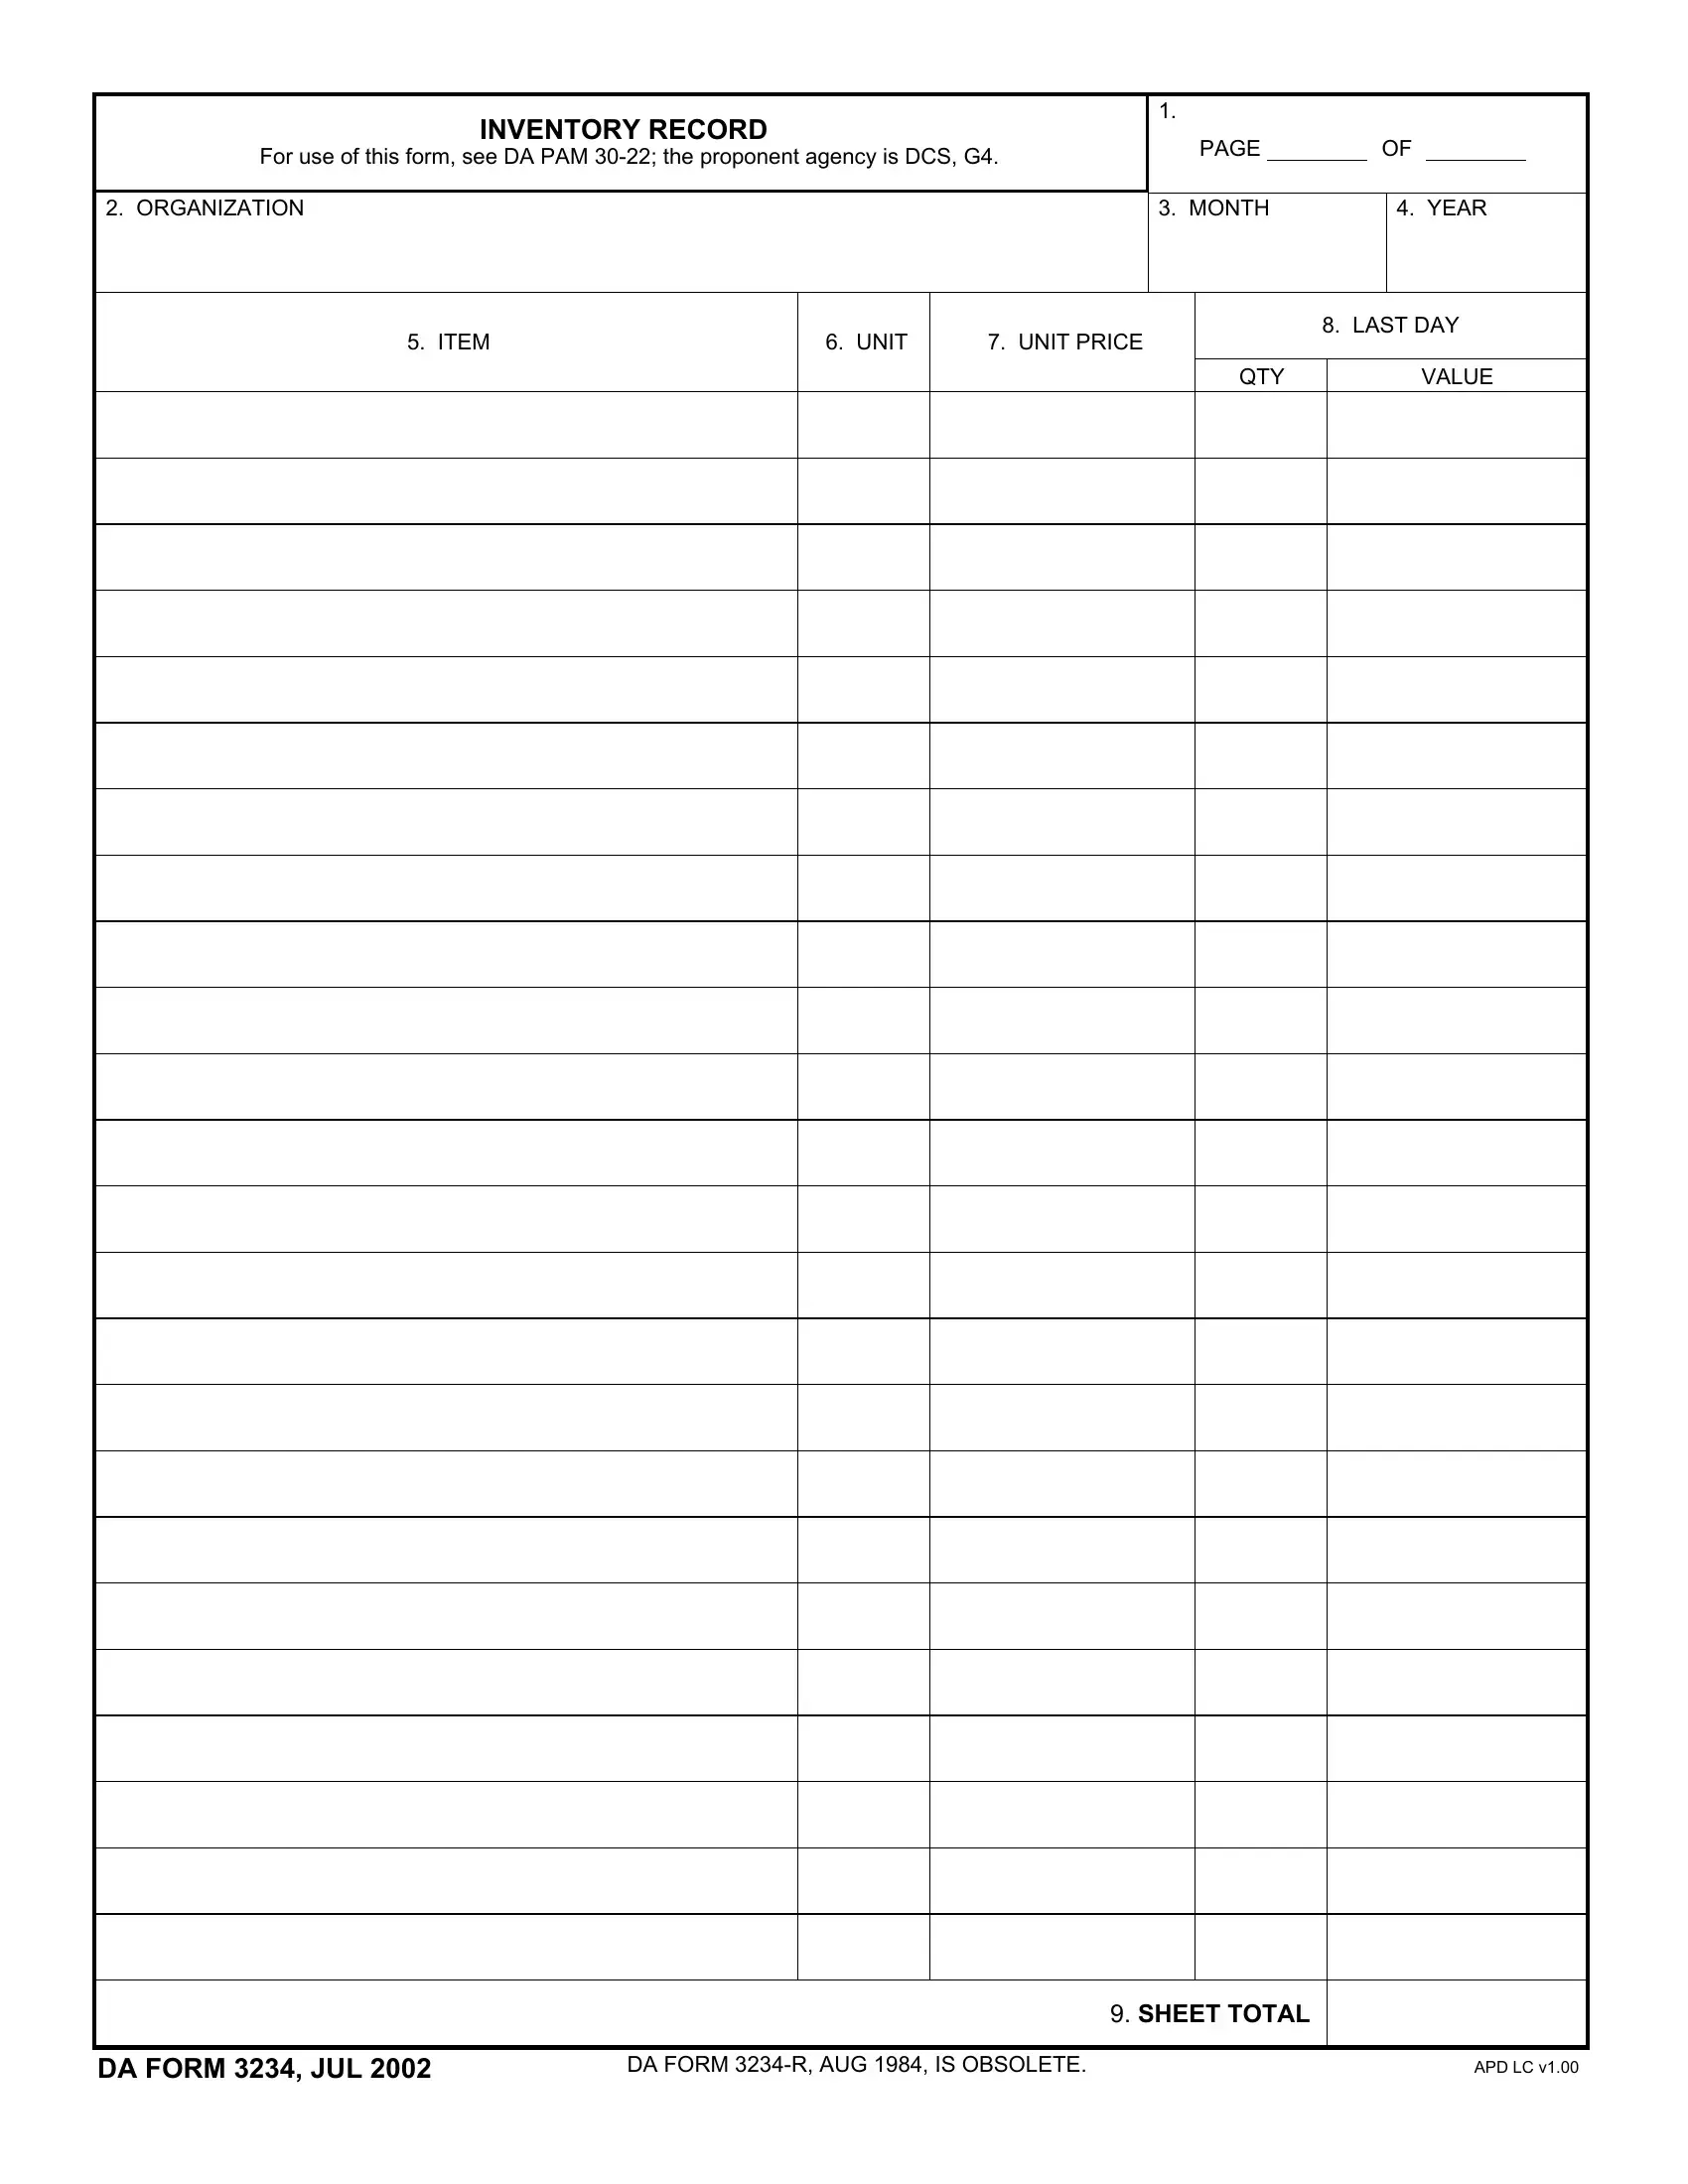 INVENTORY RECORD
For use of this form, see DA PAM 30-22; the proponent agency is DCS, G4.
1.
PAGE ________ OF ________
2. ORGANIZATION
3. MONTH
4. YEAR
5. ITEM
6. UNIT
7. UNIT PRICE
8. LAST DAY
QTY
VALUE
9. SHEET TOTAL
DA FORM 3234, JUL 2002
DA FORM 3234-R, AUG 1984, IS OBSOLETE.
APD LC v1.00